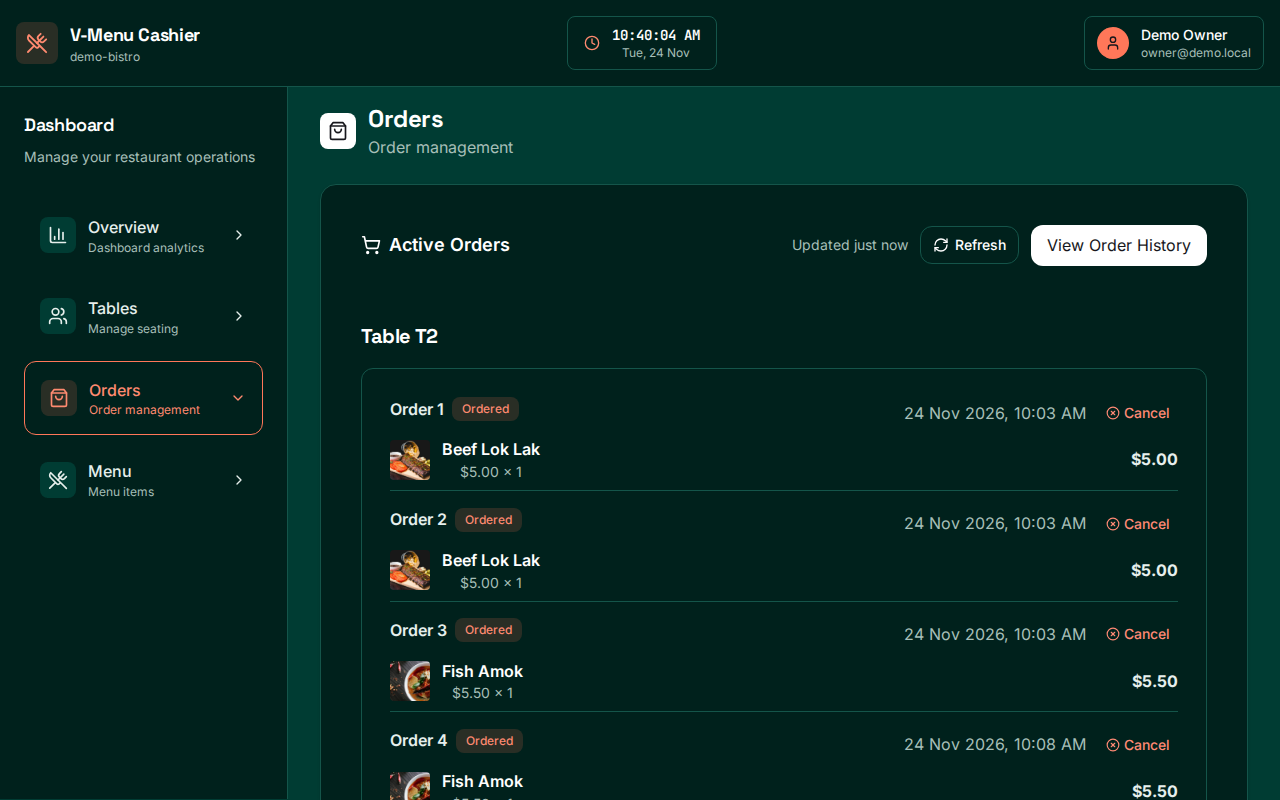 V-Menu Cashier
demo-bistro
10:40:04 AM
Tue, 24 Nov
Demo Owner
owner@demo.local
Dashboard
Manage your restaurant operations
Overview
Dashboard analytics
Tables
Manage seating
Orders
Order management
Menu
Menu items
Orders
Order management
Active Orders
Updated just now
Refresh
View Order History
Table T2
Order 1 Ordered 24 Nov 2026, 10:03 AM Cancel
Beef Lok Lak
$5.00 × 1
$5.00
Order 2 Ordered 24 Nov 2026, 10:03 AM Cancel
Beef Lok Lak
$5.00 × 1
$5.00
Order 3 Ordered 24 Nov 2026, 10:03 AM Cancel
Fish Amok
$5.50 × 1
$5.50
Order 4 Ordered 24 Nov 2026, 10:08 AM Cancel
Fish Amok
$5.50